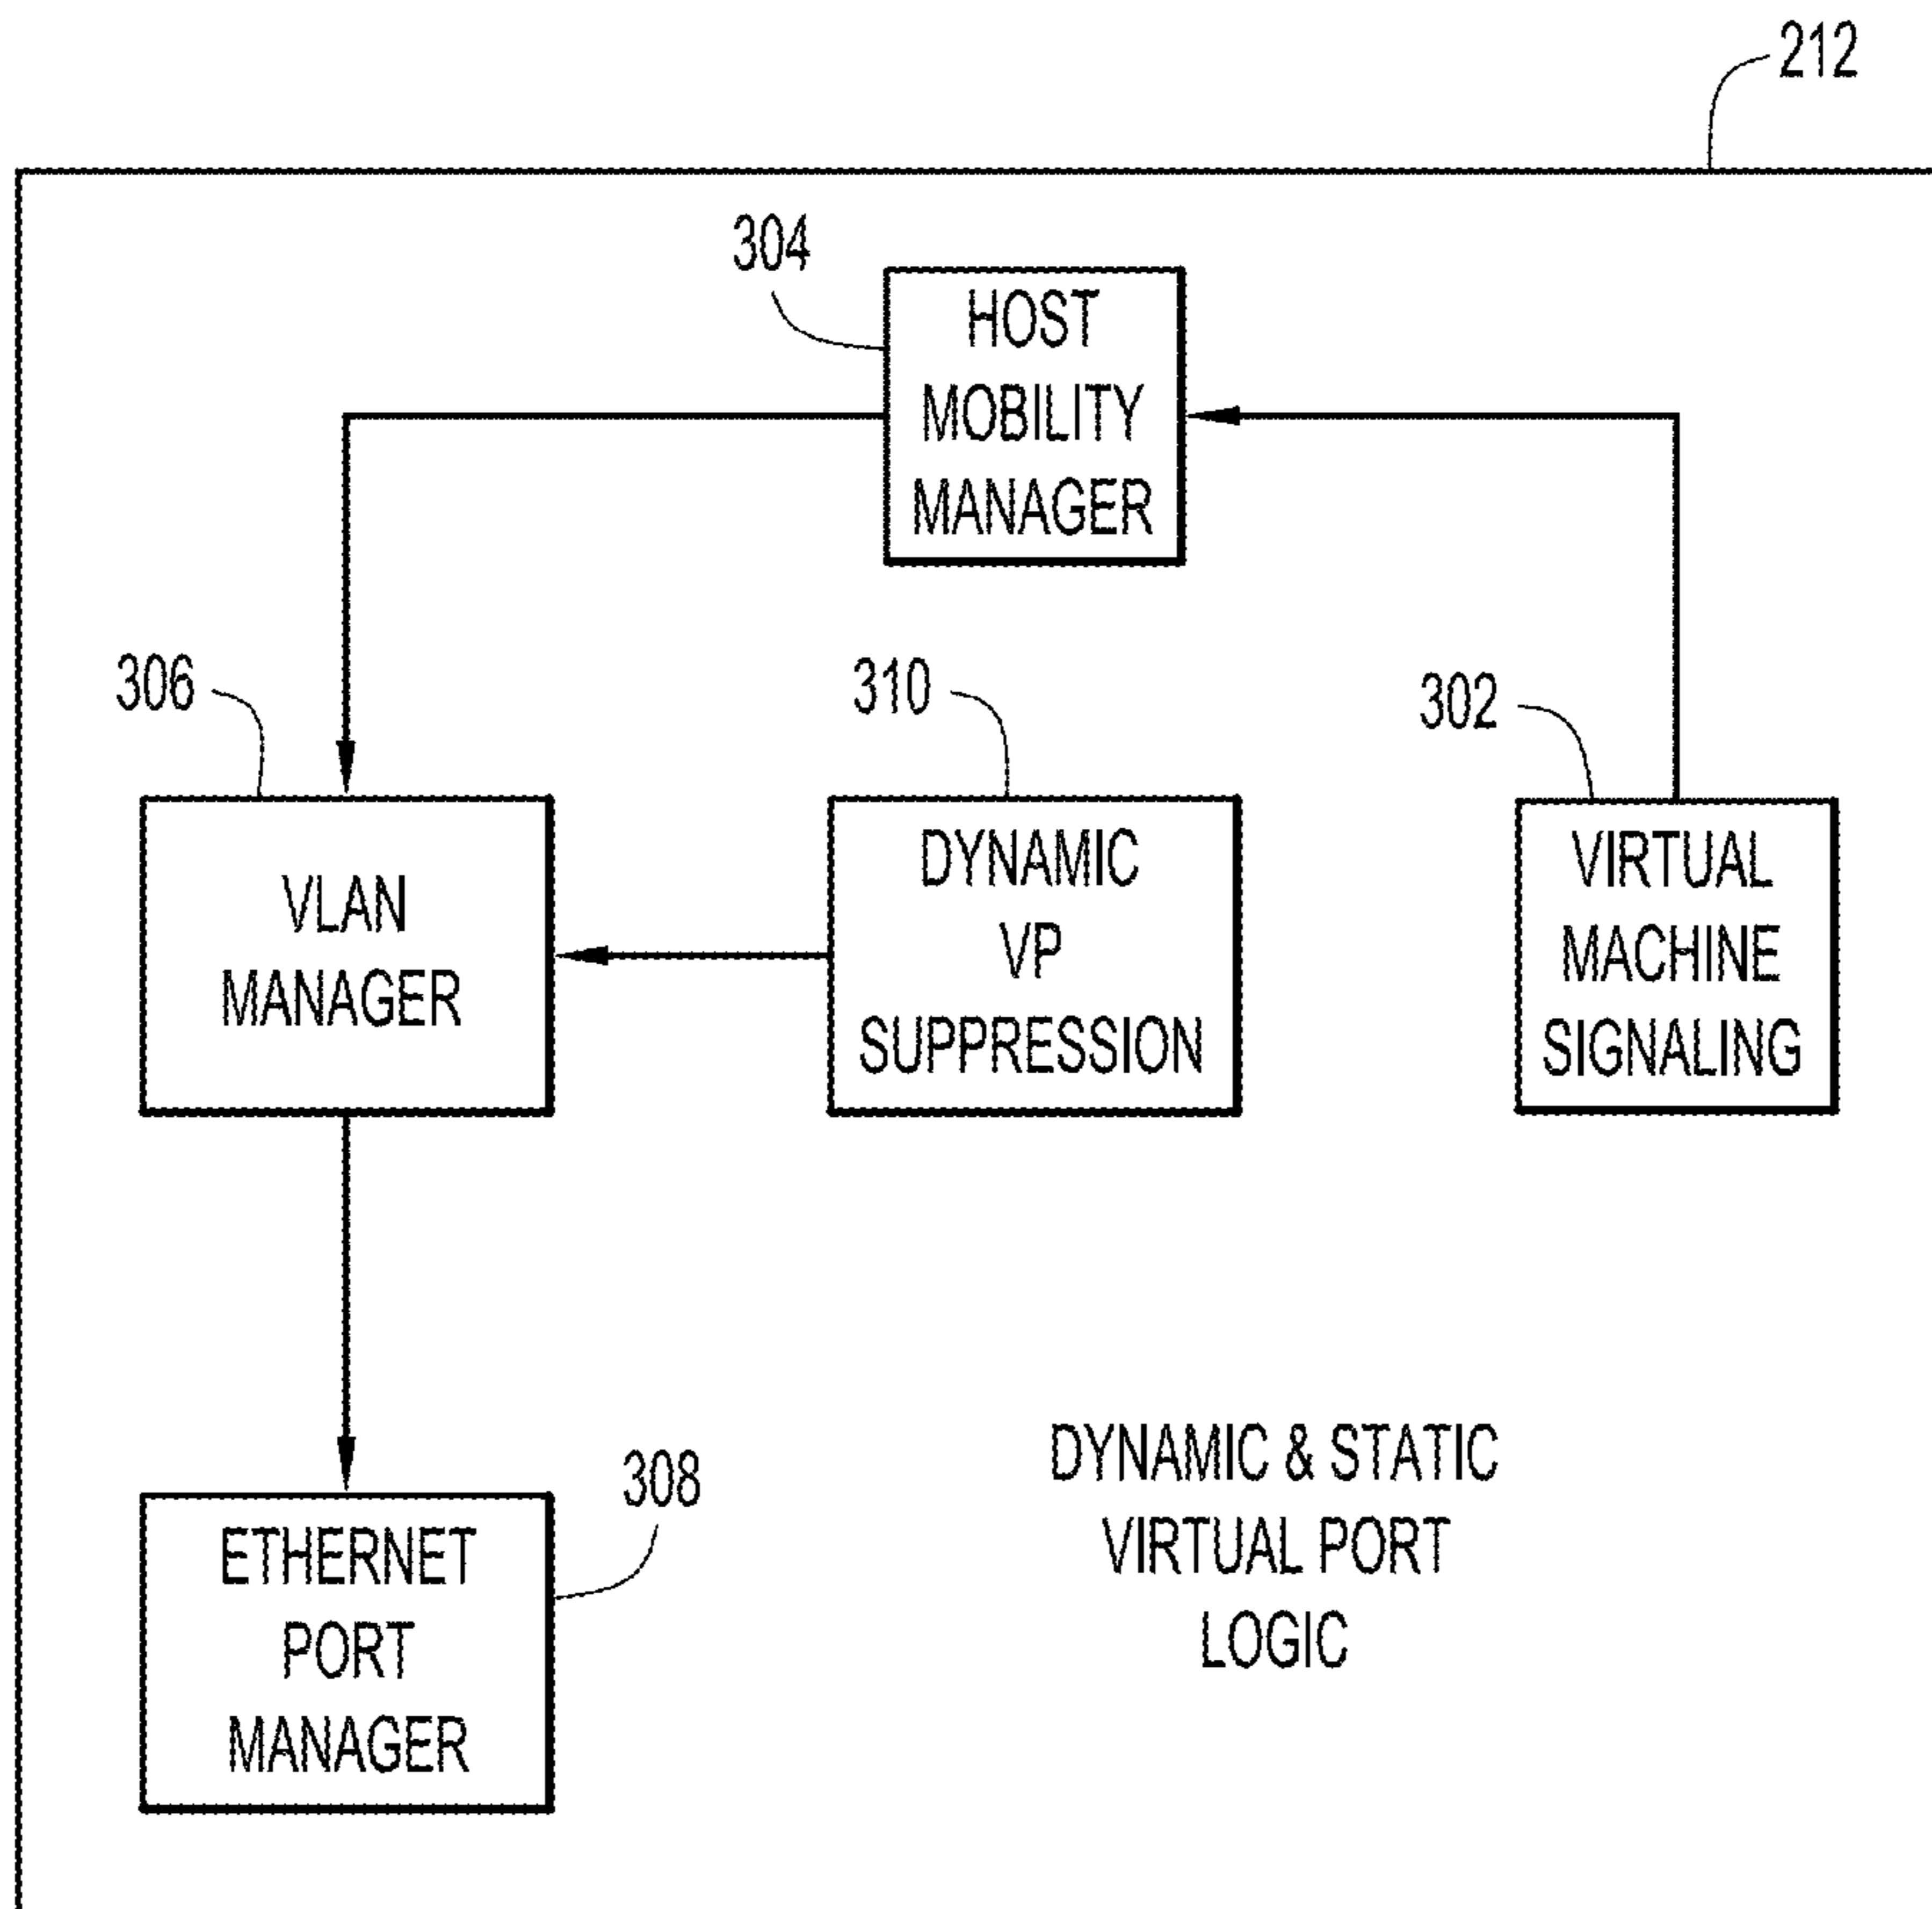 212
304
HOST
MOBILITY
MANAGER
306
310
302
VLAN
MANAGER
DYNAMIC
VP
SUPPRESSION
VIRTUAL
MACHINE
SIGNALING
308
ETHERNET
PORT
MANAGER
DYNAMIC & STATIC
VIRTUAL PORT
LOGIC